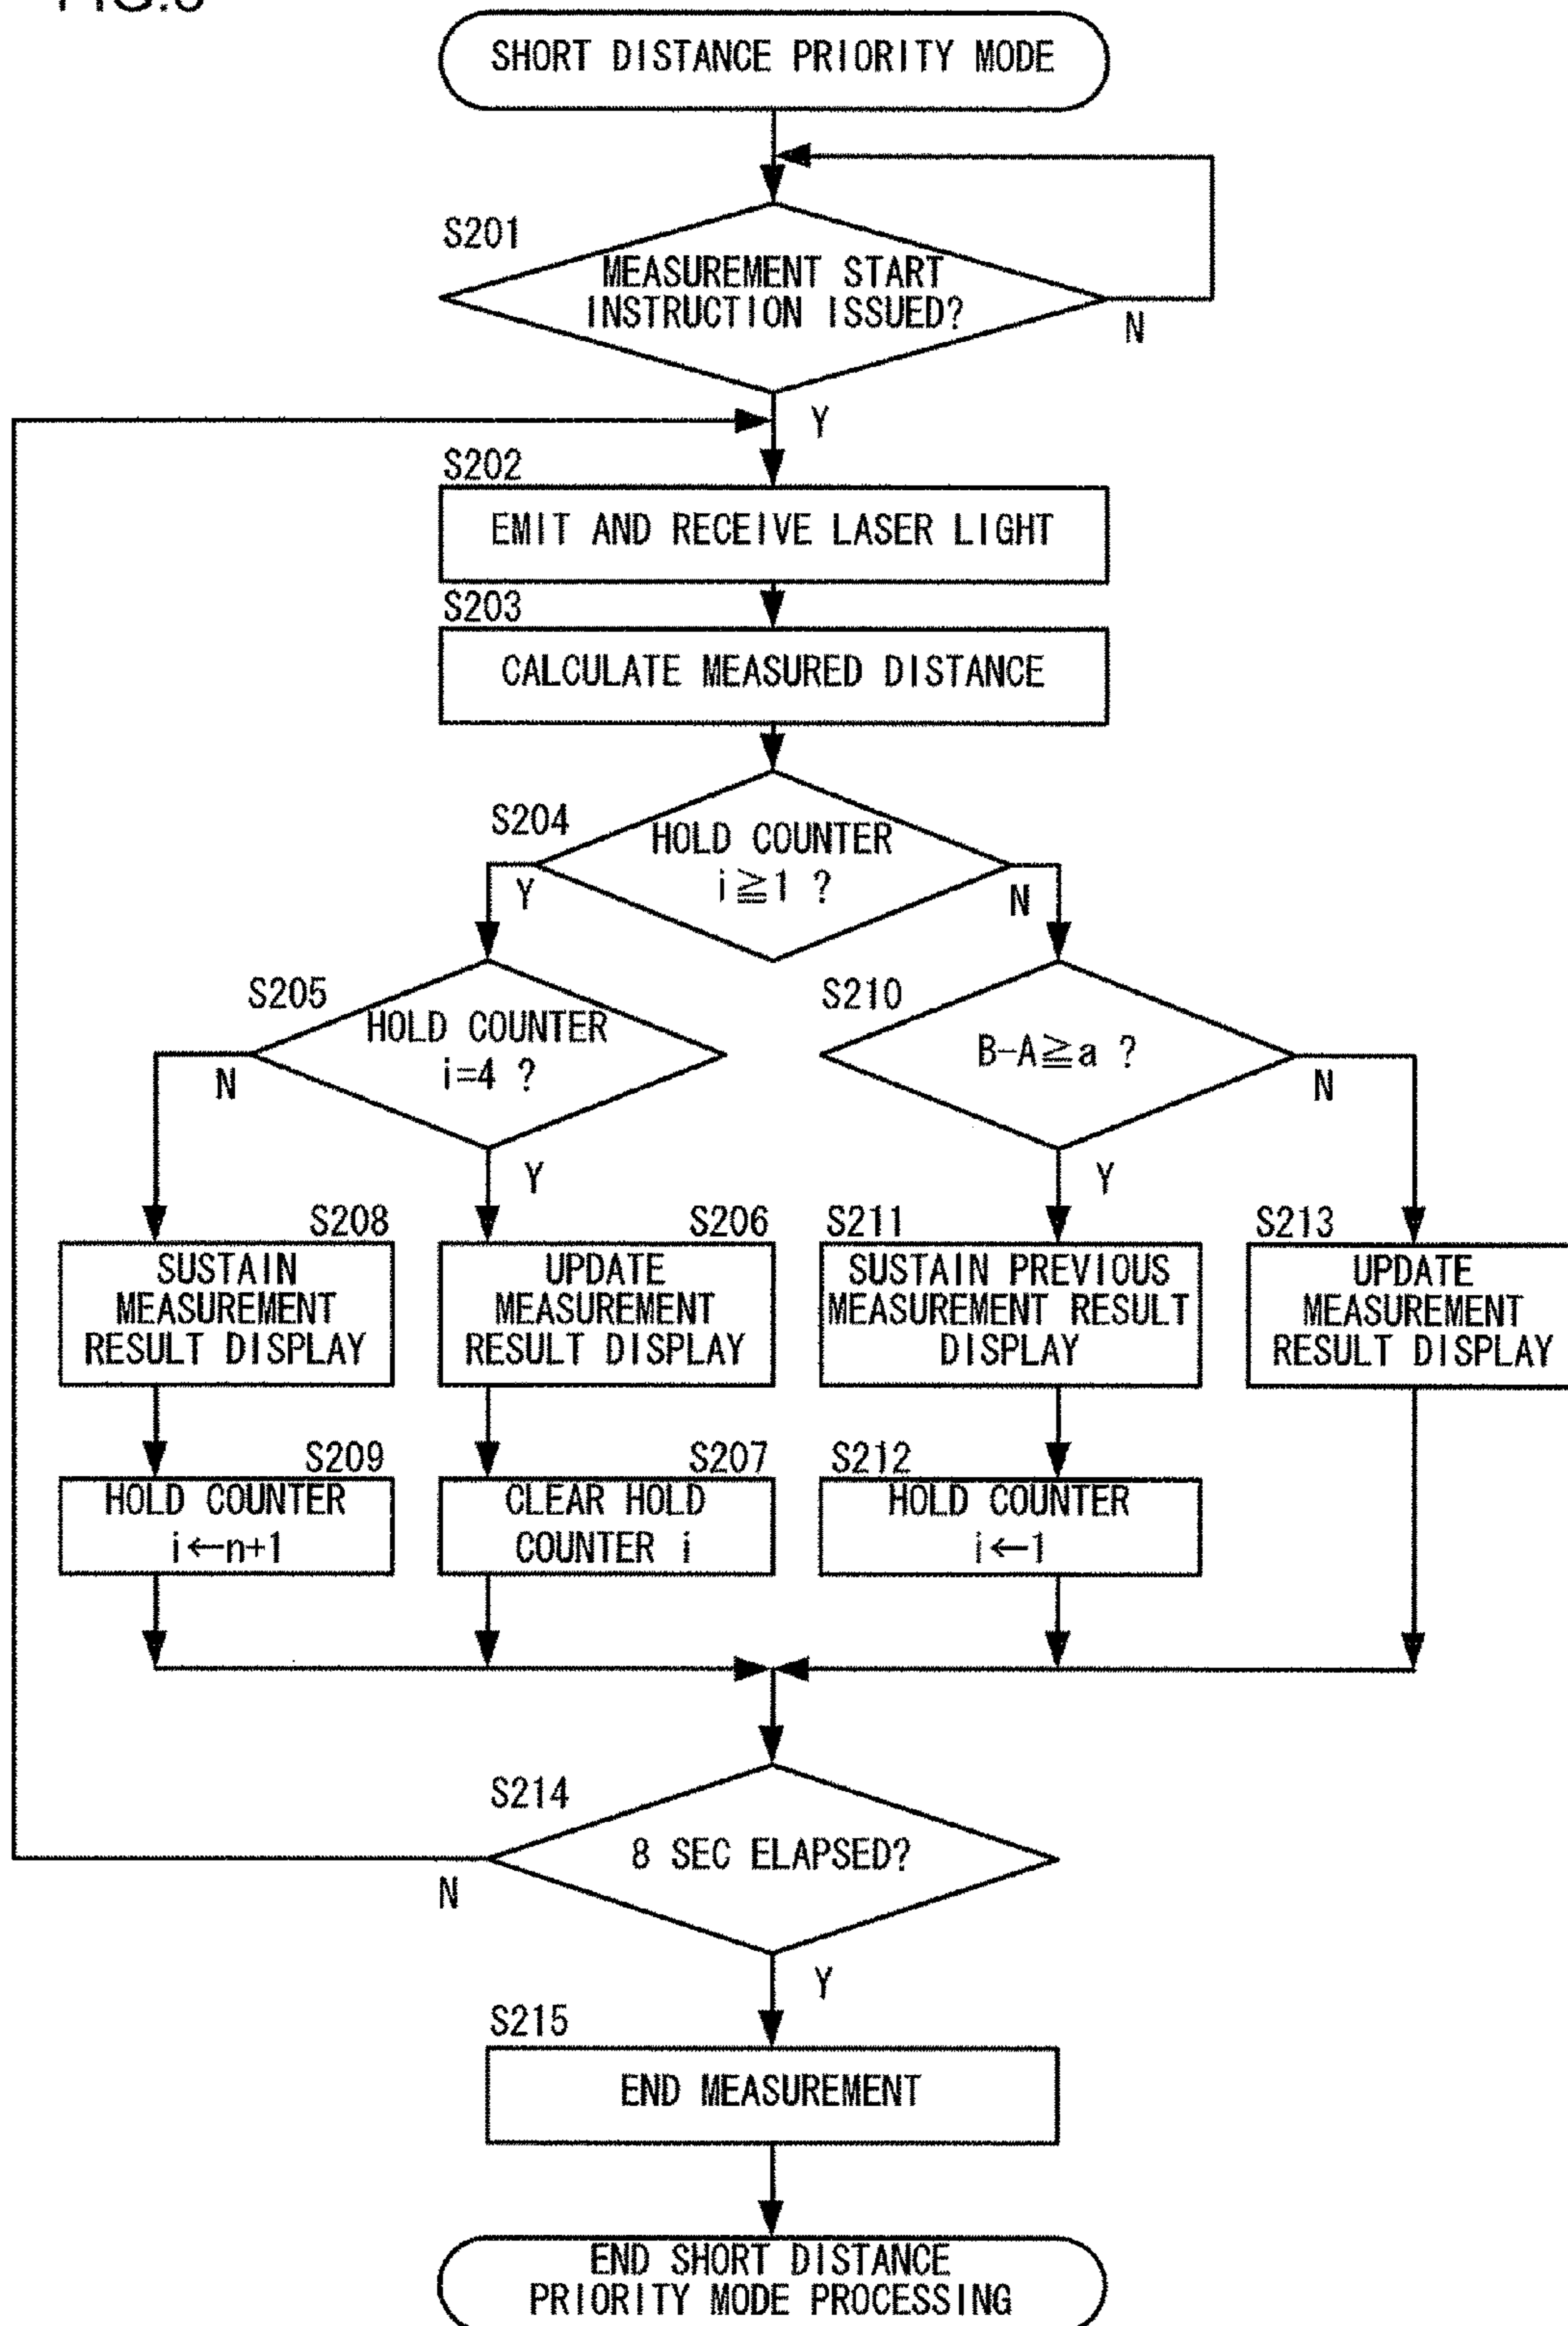 SHORT DISTANCE PRIORITY MODE
S201
MEASUREMENT START
INSTRUCTION ISSUED?
N
Y
S202
EMIT AND RECEIVE LASER LIGHT
S203
CALCULATE MEASURED DISTANCE
S204
HOLD COUNTER
i≧1 ?
Y
N
S205
HOLD COUNTER
i=4 ?
N
Y
S210
B-A≧a ?
N
Y
S208
SUSTAIN
MEASUREMENT
RESULT DISPLAY
S206
UPDATE
MEASUREMENT
RESULT DISPLAY
S211
SUSTAIN PREVIOUS
MEASUREMENT RESULT
DISPLAY
S213
UPDATE
MEASUREMENT
RESULT DISPLAY
S209
HOLD COUNTER
i←n+1
S207
CLEAR HOLD
COUNTER i
S212
HOLD COUNTER
i←1
S214
8 SEC ELAPSED?
N
Y
S215
END MEASUREMENT
END SHORT DISTANCE
PRIORITY MODE PROCESSING